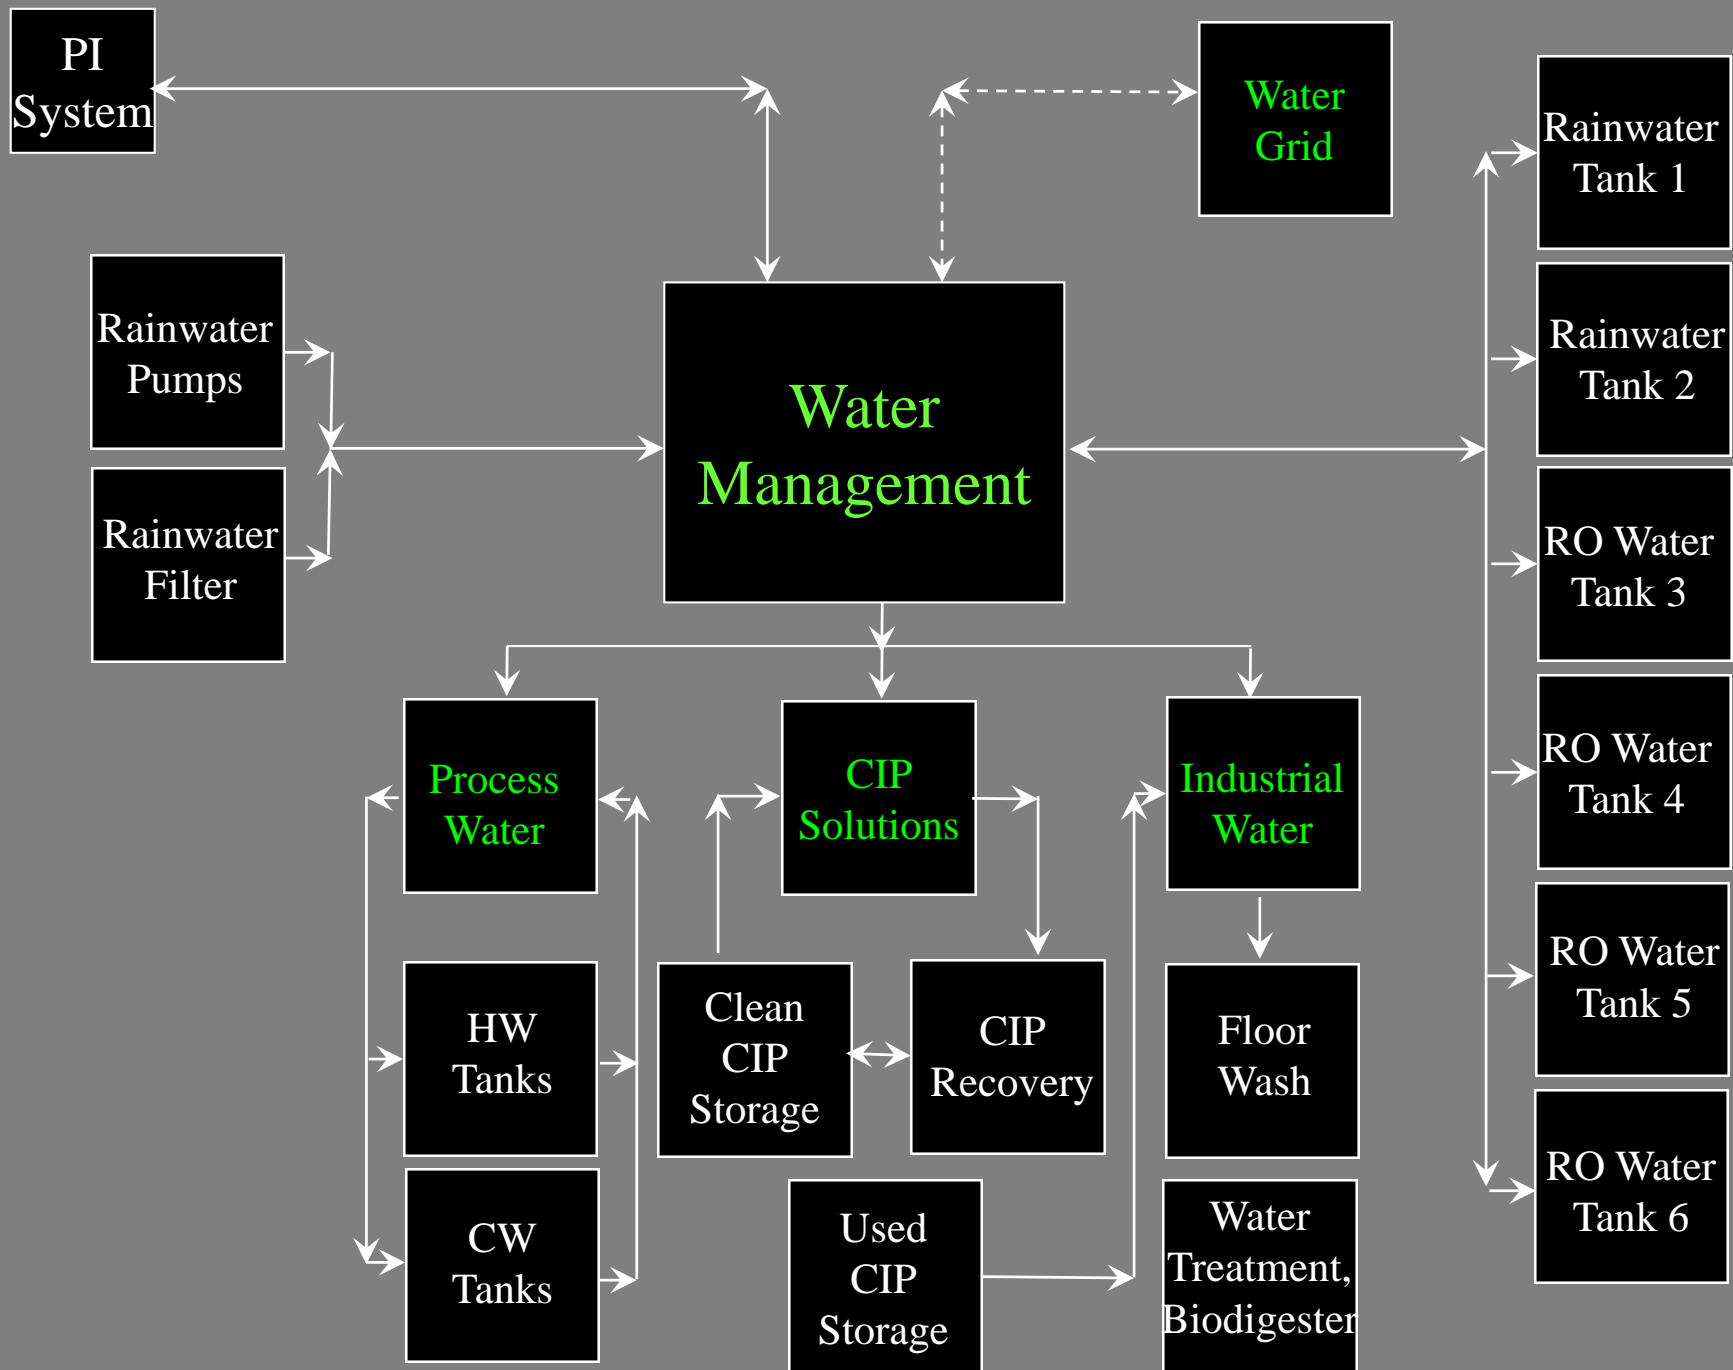 PI
System
Water
Grid
Rainwater
Tank 1
Rainwater
Pumps
Rainwater
Tank 2
Water
Management
Rainwater
Filter
RO Water
Tank 3
Process
Water
CIP
Solutions
Industrial
Water
RO Water
Tank 4
HW
Tanks
Clean
CIP
Storage
CIP
Recovery
Floor
Wash
RO Water
Tank 5
CW
Tanks
Used
CIP
Storage
Water
Treatment,
Biodigester
RO Water
Tank 6